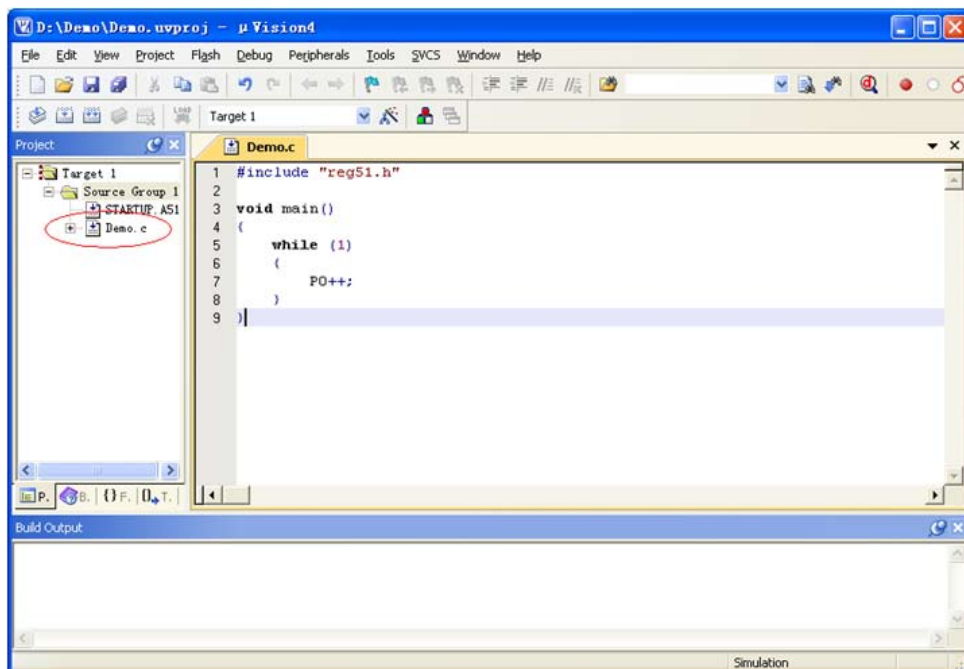 D:\Demo\Demo.uvproj - µVision4
File Edit View Project Flash Debug Peripherals Tools SVCS Window Help
LOAD Target 1
Project Demo.c
Target 1
Source Group 1
STARTUP.A51
Demo.c
1 #include "reg51.h"
2
3 void main()
4 {
5 while (1)
6 {
7 P0++;
8 }
9 }
P. B. {} F. 0 T.
Build Output
Simulation